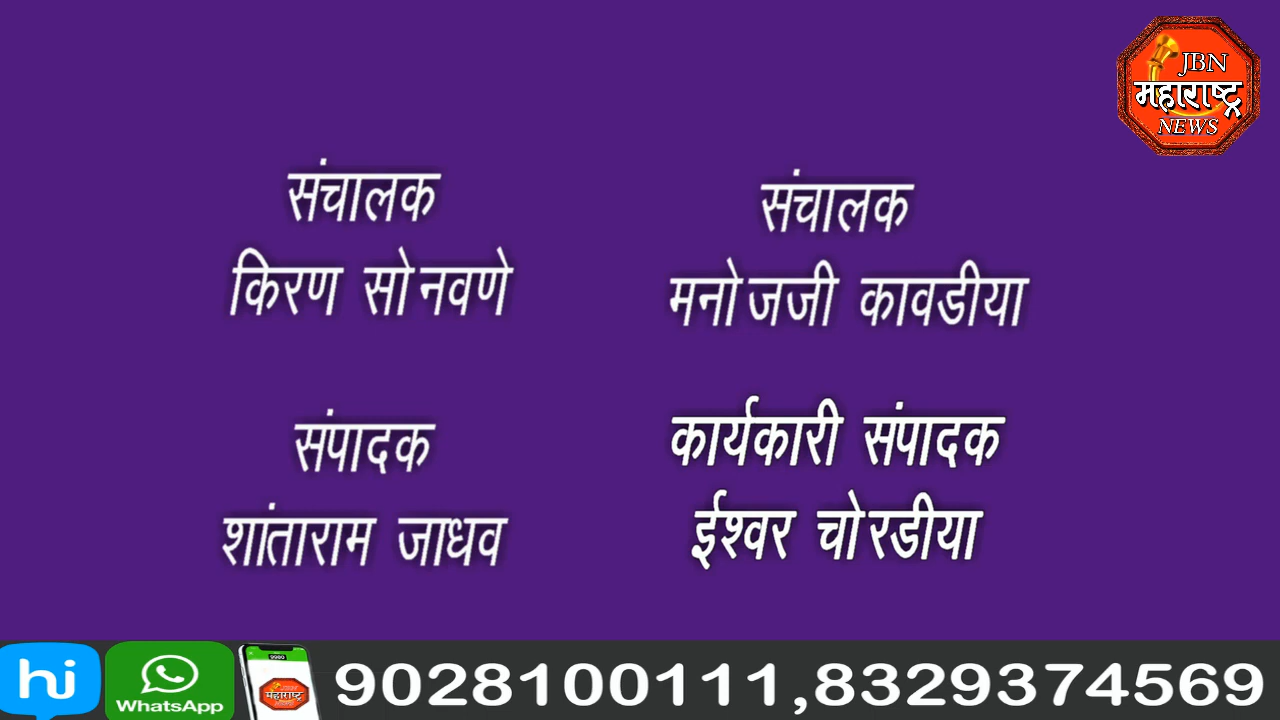 JBN
महाराष्ट्र
NEWS
संचालक
किरण सोनवणे
संचालक
मनोजजी कावडीया
संपादक
शांताराम जाधव
कार्यकारी संपादक
ईश्वर चोरडीया
hi
WhatsApp
महाराष्ट्र
9028100111,8329374569